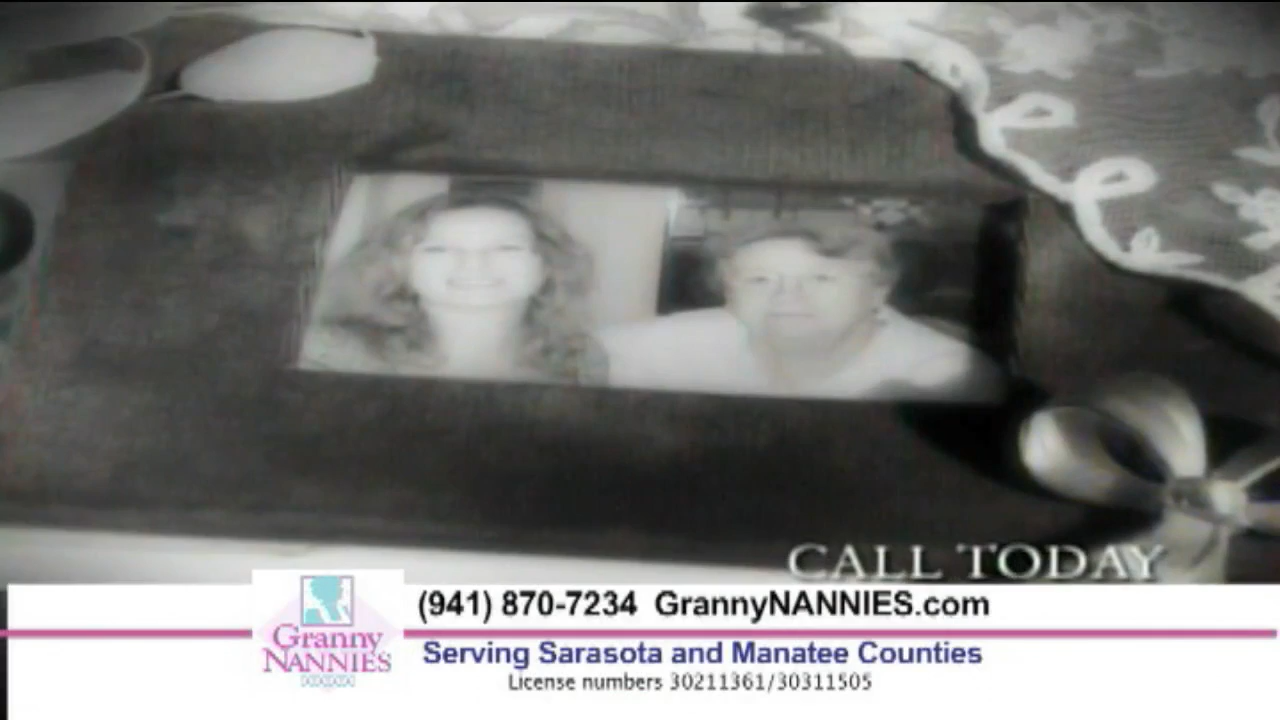 CALL TODAY
(941) 870-7234 GrannyNANNIES.com
Granny
NANNIES
Serving Sarasota and Manatee Counties
License numbers 30211361/30311505